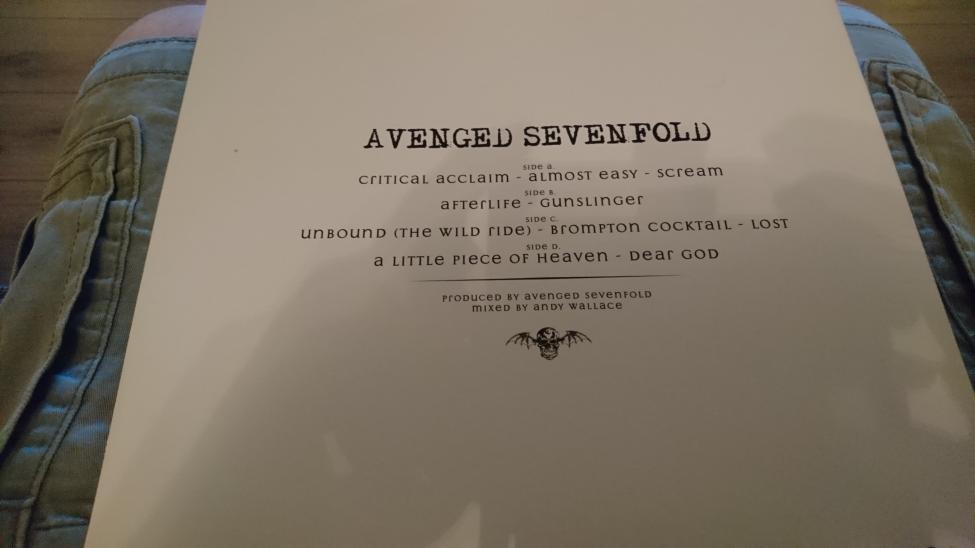 AVENGED SEVENFOLD
SIDE A.
CRITICAL ACCLAIM - ALMOST EASY - SCREAM
SIDE B.
AFTERLIFE - GUNSLINGER
SIDE C.
UNBOUND (THE WILD RIDE) - BROMPTON COCKTAIL - LOST
SIDE D.
A LITTLE PIECE OF HEAVEN - DEAR GOD
PRODUCED BY AVENGED SEVENFOLD
MIXED BY ANDY WALLACE